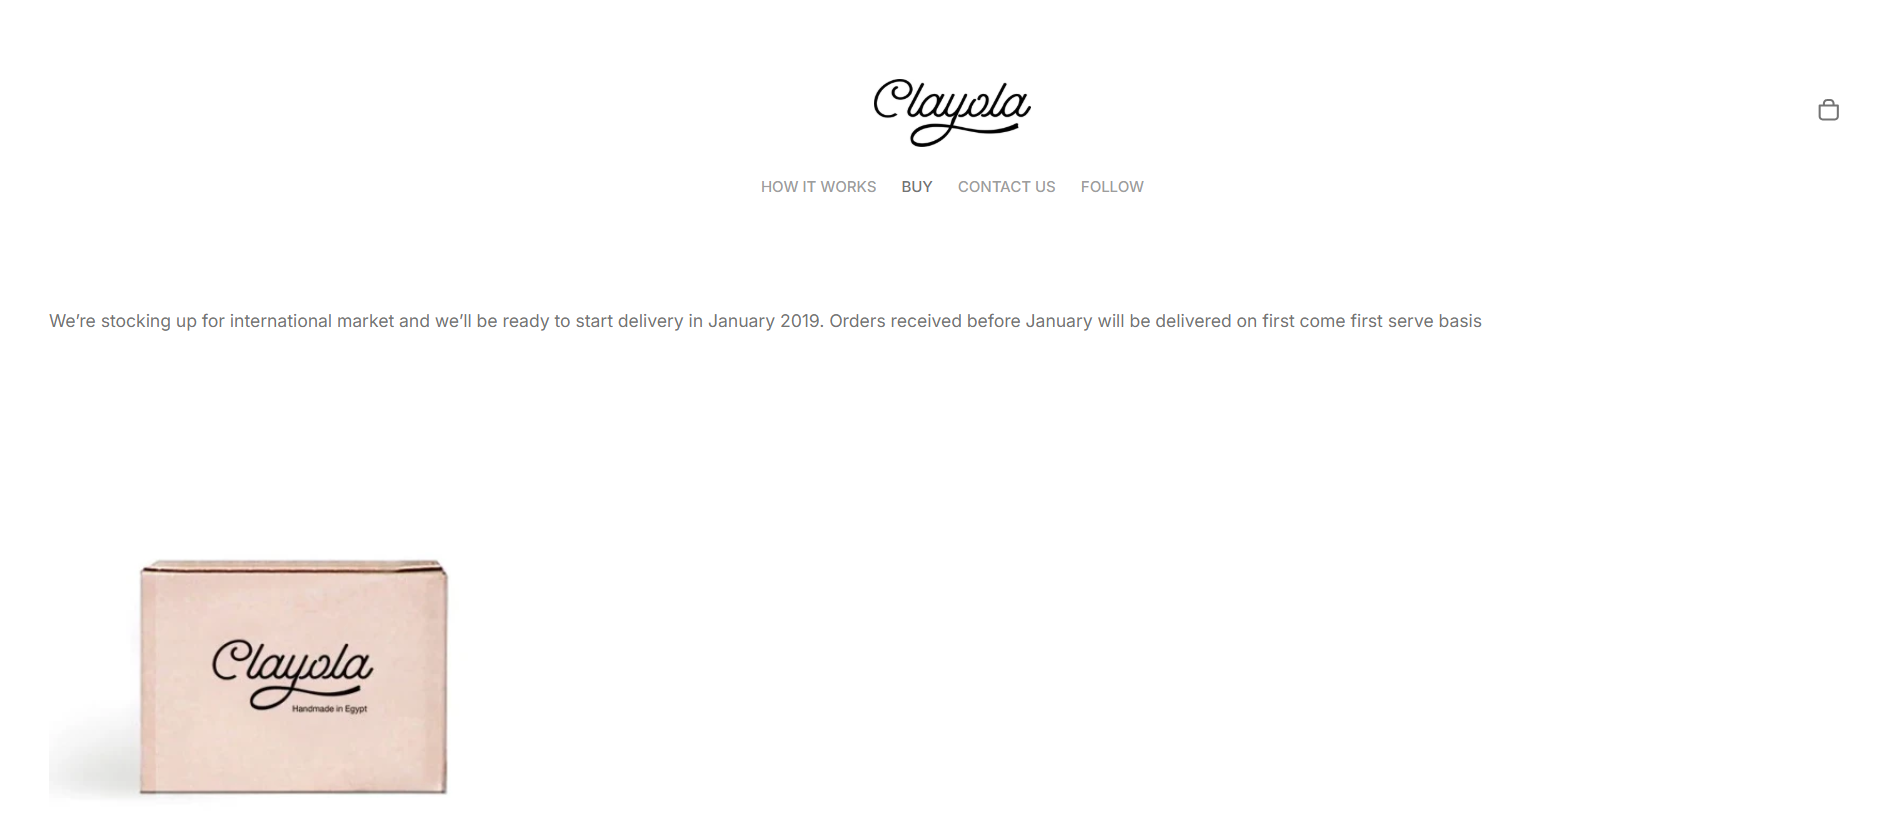 Clayola
HOW IT WORKS BUY CONTACT US FOLLOW
We’re stocking up for international market and we’ll be ready to start delivery in January 2019. Orders received before January will be delivered on first come first serve basis
Clayola
Handmade in Egypt